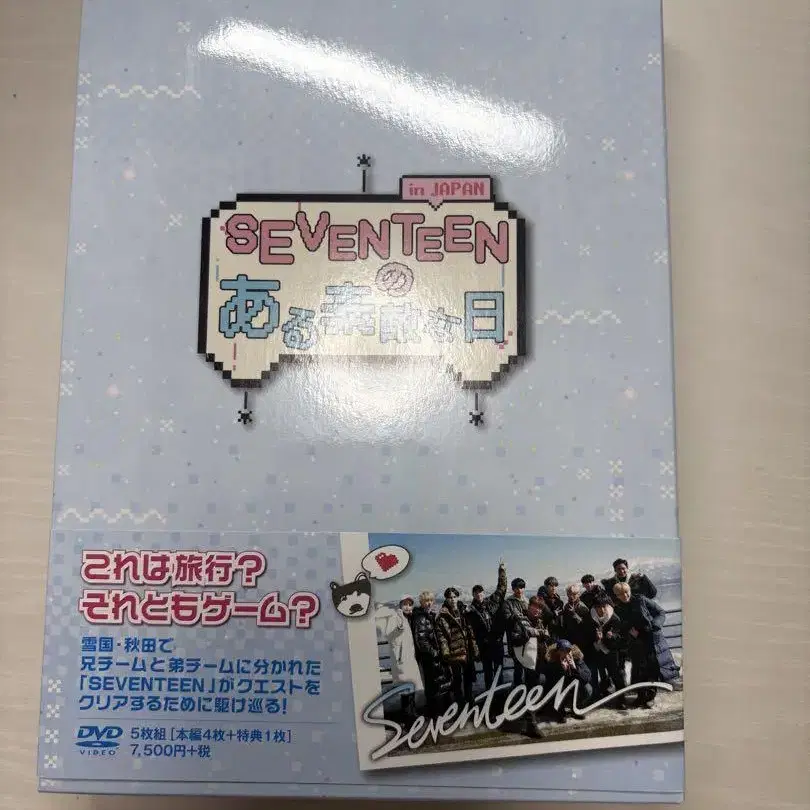 in JAPAN
SEVENTEEN
の
ある素敵な日
これは旅行?
それともゲーム?
雪国・秋田で
兄チームと弟チームに分かれた
「SEVENTEEN」がクエストを
クリアするために駆け巡る!
DVD
VIDEO
5枚組[本編4枚+特典1枚]
7,500円+税
Seventeen